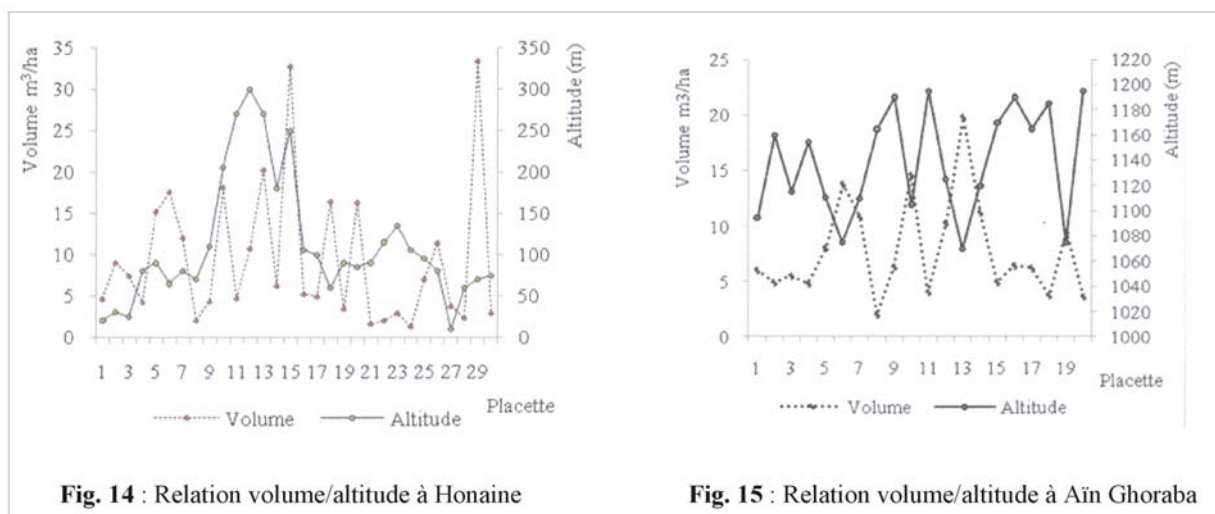 Volume m³/ha
35
30
25
20
15
10
5
0
350
300
250
200
150
100
50
0
Altitude (m)
1 3 5 7 9 11 13 15 17 19 21 23 25 27 29
Placette
Volume Altitude
Fig. 14 : Relation volume/altitude à Honaine
Volume m3/ha
25
20
15
10
5
0
1220
1200
1180
1160
1140
1120
1100
1080
1060
1040
1020
1000
Altitude (m)
1 3 5 7 9 11 13 15 17 19
Placette
Volume Altitude
Fig. 15 : Relation volume/altitude à Aïn Ghoraba